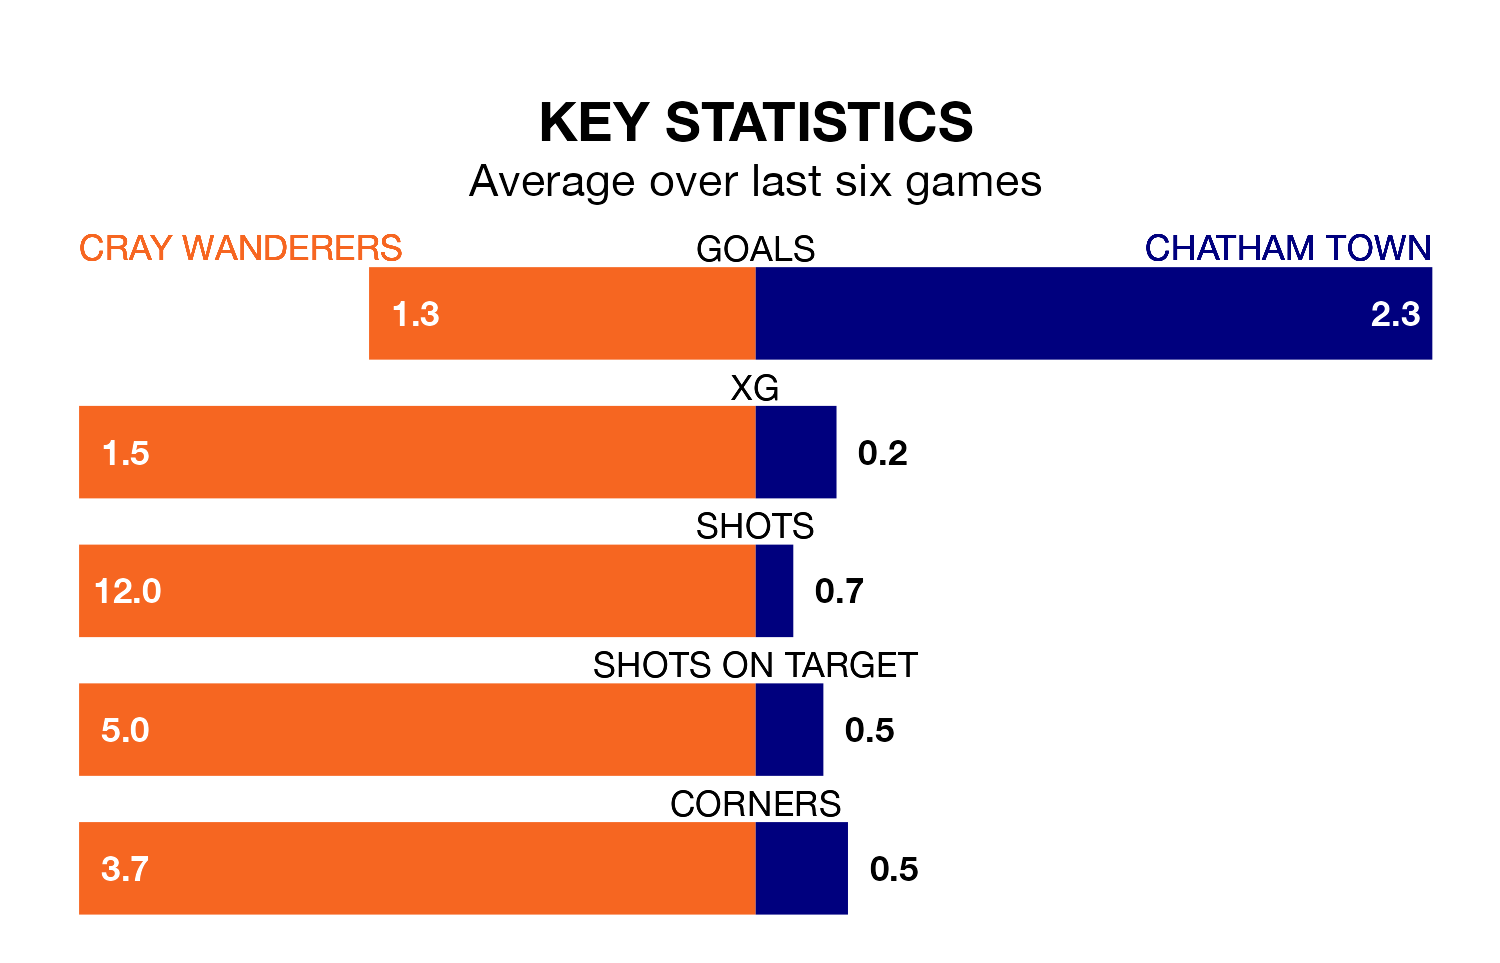 KEY STATISTICS
Average over last six games
CRAY WANDERERS GOALS CHATHAM TOWN
1.3 2.3
XG
1.5 0.2
SHOTS
12.0 0.7
SHOTS ON TARGET
5.0 0.5
CORNERS
3.7 0.5